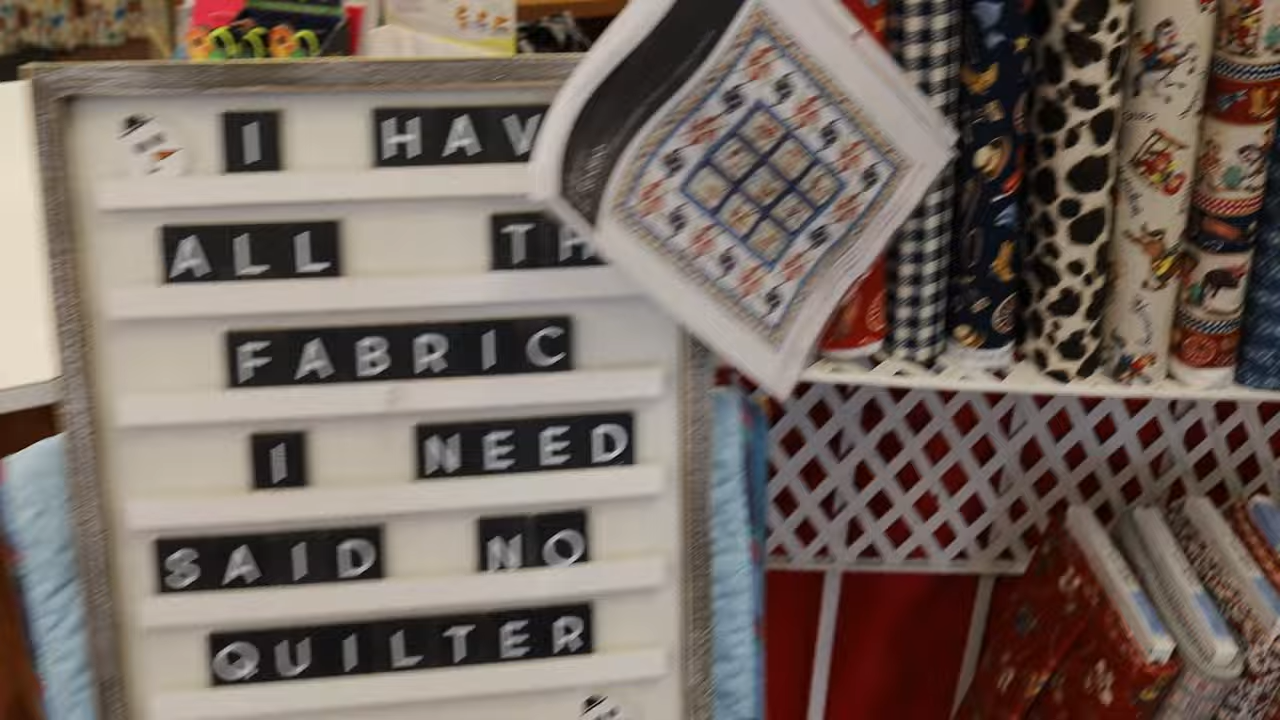 I HAV
ALL TH
FABRIC
I NEED
SAID NO
QUILTER